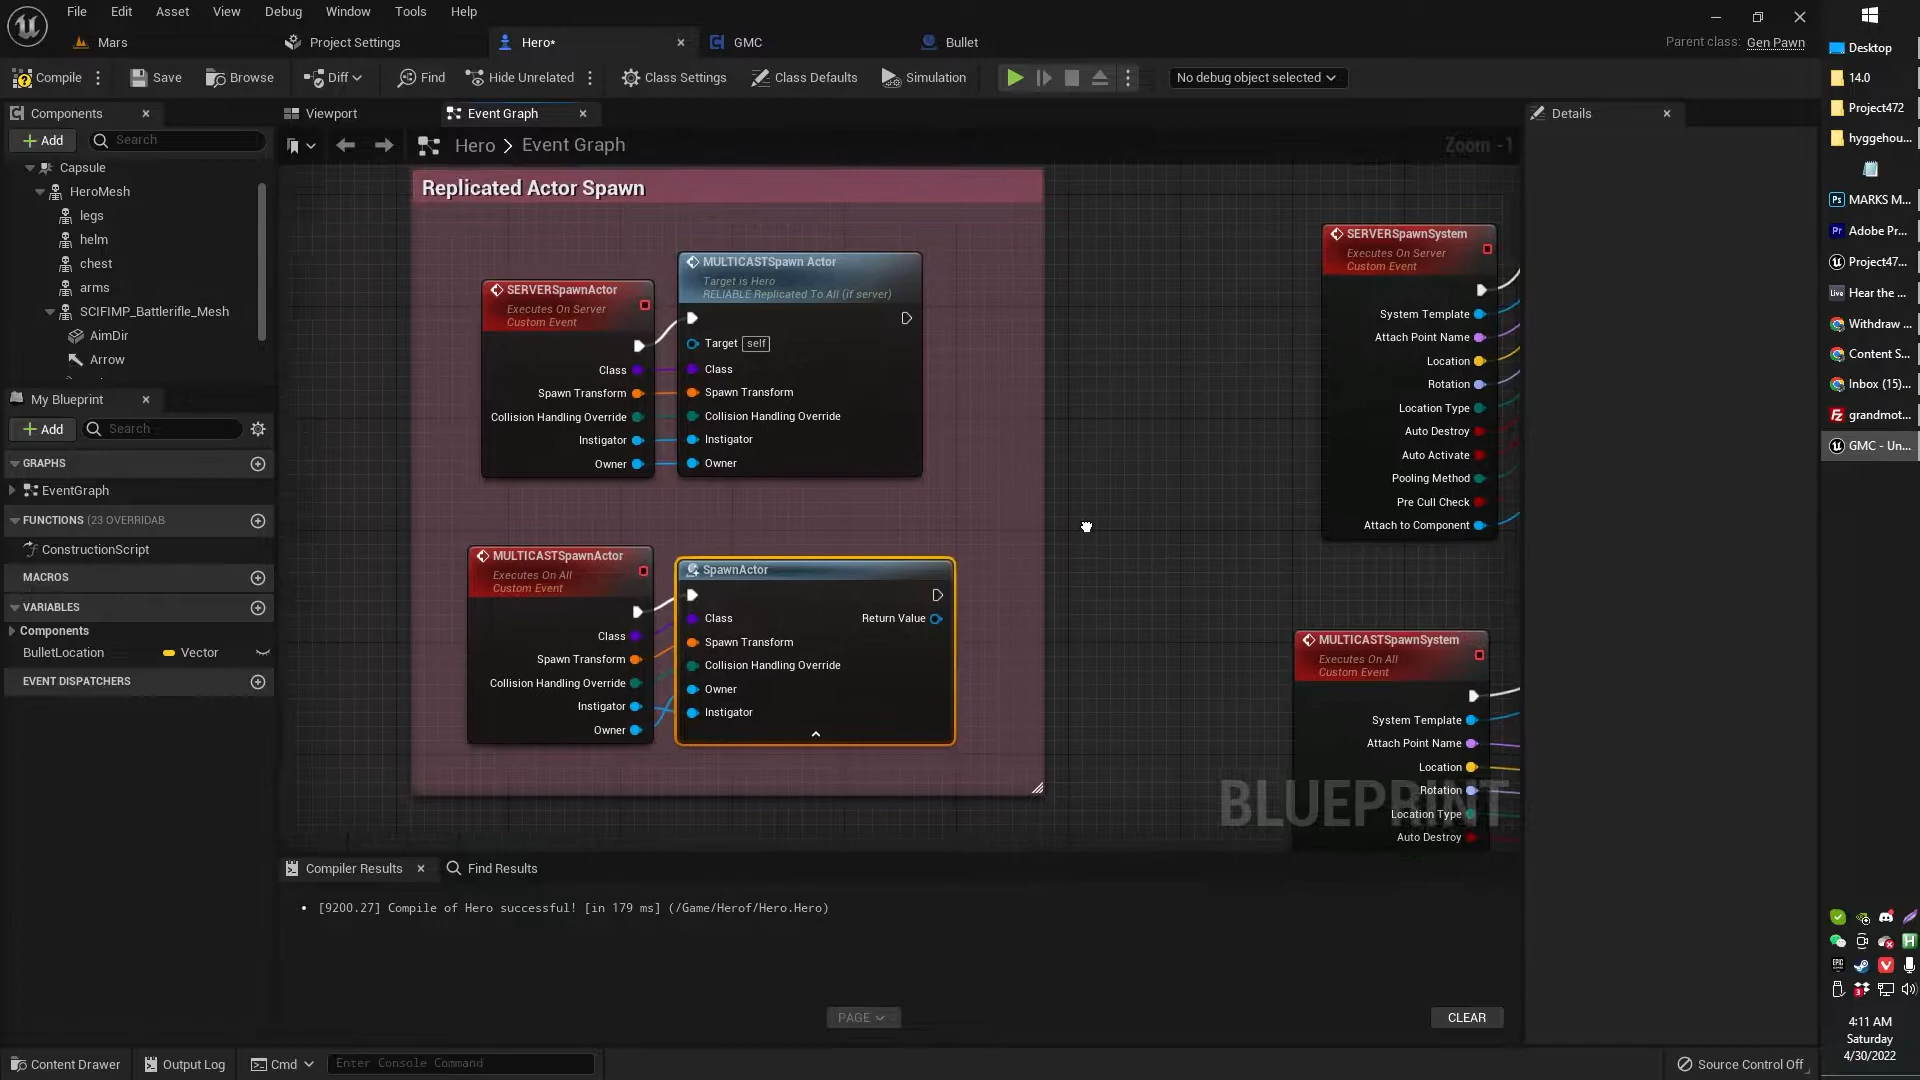 File Edit Asset View Debug Window Tools Help
Mars Project Settings Hero* GMC Bullet
Parent class: Gen Pawn
Compile Save Browse Diff Find Hide Unrelated Class Settings Class Defaults Simulation No debug object selected
Components
Add Search
Capsule
HeroMesh
legs
helm
chest
arms
SCIFIMP_Battlerifle_Mesh
AimDir
Arrow
My Blueprint
Add Search
GRAPHS
EventGraph
FUNCTIONS (23 OVERRIDAB
ConstructionScript
MACROS
VARIABLES
Components
BulletLocation Vector
EVENT DISPATCHERS
Viewport Event Graph
Hero > Event Graph
Zoom -1
Replicated Actor Spawn
SERVERSpawnActor
Executes On Server
Custom Event
Class
Spawn Transform
Collision Handling Override
Instigator
Owner
MULTICASTSpawn Actor
Target is Hero
RELIABLE Replicated To All (if server)
Target self
Class
Spawn Transform
Collision Handling Override
Instigator
Owner
MULTICASTSpawnActor
Executes On All
Custom Event
Class
Spawn Transform
Collision Handling Override
Instigator
Owner
SpawnActor
Class Return Value
Spawn Transform
Collision Handling Override
Owner
Instigator
SERVERSpawnSystem
Executes On Server
Custom Event
System Template
Attach Point Name
Location
Rotation
Location Type
Auto Destroy
Auto Activate
Pooling Method
Pre Cull Check
Attach to Component
MULTICASTSpawnSystem
Executes On All
Custom Event
System Template
Attach Point Name
Location
Rotation
Location Type
Auto Destroy
BLUEPRINT
Details
Compiler Results Find Results
[9200.27] Compile of Hero successful! [in 179 ms] (/Game/Herof/Hero.Hero)
PAGE
CLEAR
Content Drawer Output Log Cmd Enter Console Command
Source Control Off
Desktop
14.0
Project472
hyggehou...
Ps MARKS M...
Pr Adobe Pr...
Project47...
Live Hear the ...
Withdraw ...
Content S...
Inbox (15)...
Fz grandmot...
GMC - Un...
4:11 AM
Saturday
4/30/2022